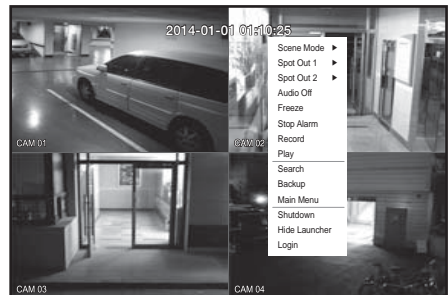 2014-01-01 01:10:25
Scene Mode ▶
Spot Out 1 ▶
Spot Out 2 ▶
Audio Off
Freeze
Stop Alarm
Record
Play
Search
Backup
Main Menu
Shutdown
Hide Launcher
Login
CAM 01
CAM 02
CAM 03
CAM 04